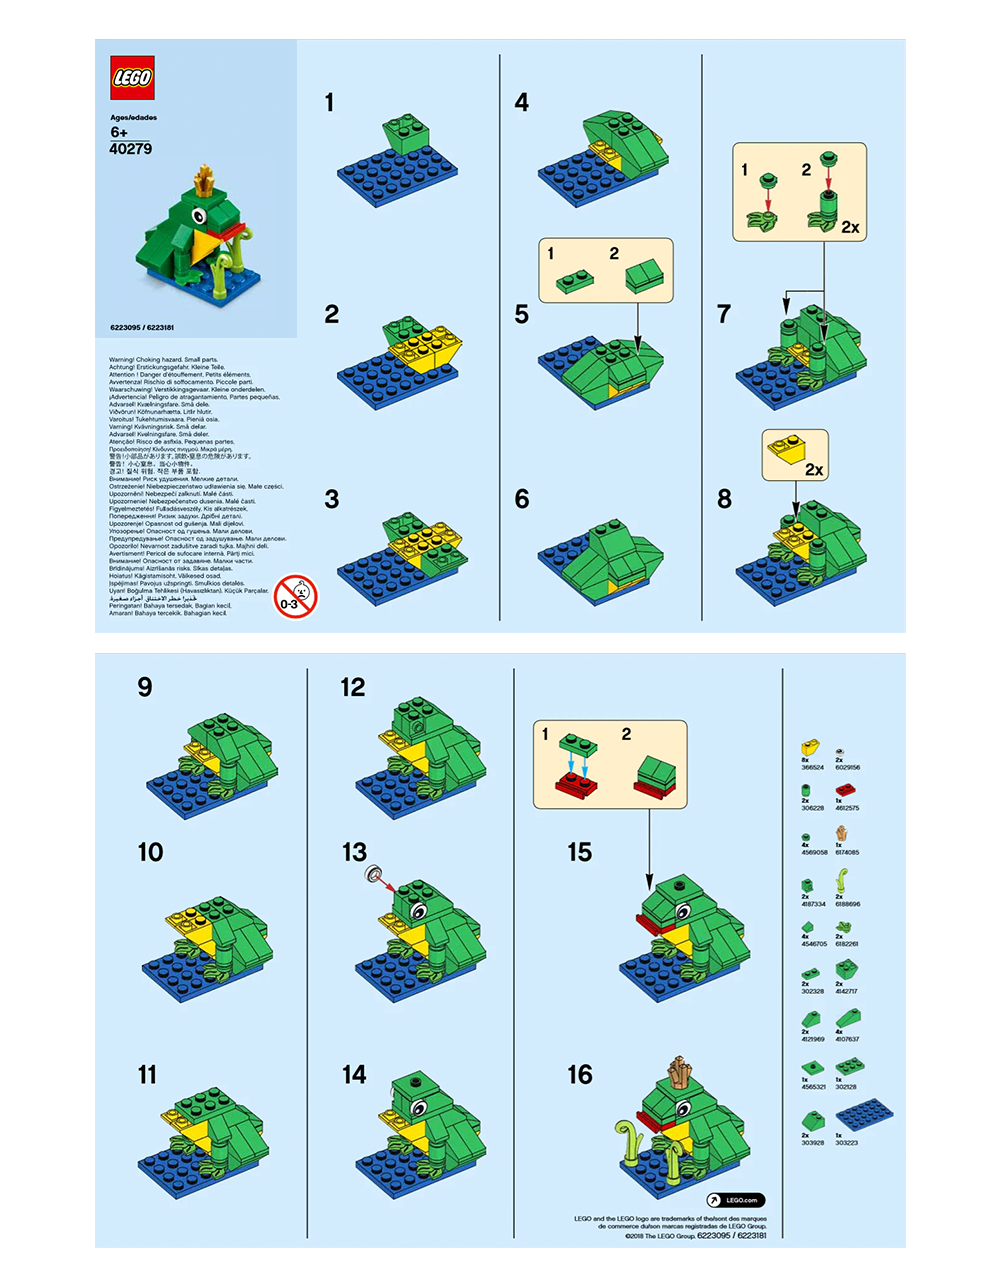 LEGO
Ages/edades
6+
40279
6223095 / 6223181
Warning! Choking hazard. Small parts.
Achtung! Erstickungsgefahr. Kleine Teile.
Attention ! Danger d'étouffement. Petits éléments.
Avvertenza! Rischio di soffocamento. Piccole parti.
Waarschuwing! Verstikkingsgevaar. Kleine onderdelen.
¡Advertencia! Peligro de atragantamiento. Partes pequeñas.
Advarsel! Kvælningsfare. Små dele.
Viðvörun! Köfnunarhætta. Litlir hlutir.
Varoitus! Tukehtumisvaara. Pieniä osia.
Varning! Kvävningsrisk. Små delar.
Advarsel! Kvelningsfare. Små deler.
Atenção! Risco de asfixia. Pequenas partes.
Προειδοποίηση! Κίνδυνος πνιγμού. Μικρά μέρη.
警告!小部品があります。誤飲・窒息の危険があります。
警告！小心窒息。当心小物件。
경고! 질식 위험. 작은 부품 포함.
Внимание! Риск удушения. Мелкие детали.
Ostrzeżenie! Niebezpieczeństwo udławienia się. Małe części.
Upozornění! Nebezpečí zalknutí. Malé části.
Upozornenie! Nebezpečenstvo dusenia. Malé časti.
Figyelmeztetés! Fulladásveszély. Kis alkatrészek.
Попередження! Ризик задухи. Дрібні деталі.
Upozorenje! Opasnost od gušenja. Mali dijelovi.
Упозорење! Опасност од гушења. Мали делови.
Предупреждение! Опасност от задушаване. Малки делове.
Opozorilo! Nevarnost zadušitve zaradi tujka. Majhni deli.
Avertisment! Pericol de sufocare internă. Părți mici.
Внимание! Опасност от задавяне. Малки части.
Brīdinājums! Aizrīšanās risks. Sīkas detaļas.
Hoiatus! Kägistamisoht. Väikesed osad.
Įspėjimas! Pavojus užspringti. Smulkios detalės.
Uyarı! Boğulma Tehlikesi (Havasızlıktan). Küçük Parçalar.
تحذير! خطر الاختناق. أجزاء صغيرة.
Peringatan! Bahaya tersedak. Bagian kecil.
Amaran! Bahaya tercekik. Bahagian kecil.
0-3
1
2
3
4
1 2
5
6
1 2
2x
7
2x
8
9
10
11
12
13
14
1 2
15
16
8x 2x
366524 6029156
2x 1x
306228 4612575
4x 1x
4569058 6174085
2x 2x
4187334 6188696
4x 2x
4546705 6182261
2x 2x
302328 4142717
2x 4x
4121969 4107637
1x 1x
4565321 302128
2x 1x
303928 303223
LEGO.com
LEGO and the LEGO logo are trademarks of the/sont des marques
de commerce du/son marcas registradas de LEGO Group.
©2018 The LEGO Group. 6223095 / 6223181